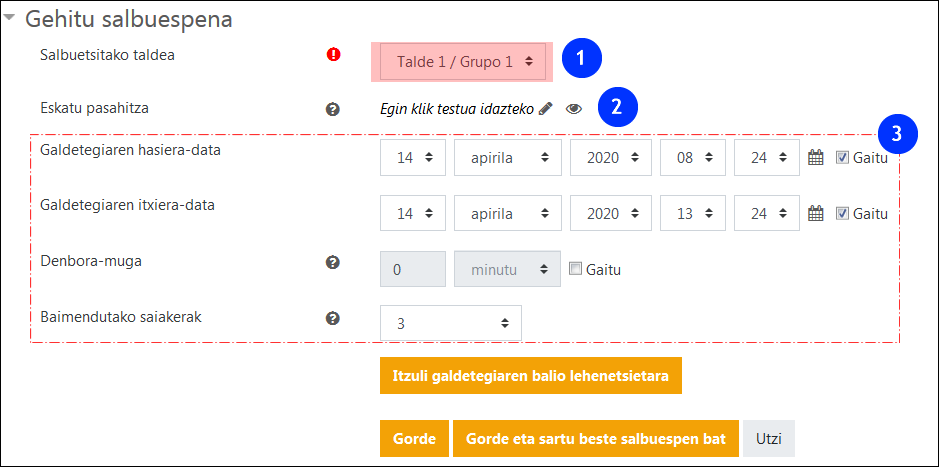 Gehitu salbuespena
Salbuetsitako taldea Talde 1 / Grupo 1 1
Eskatu pasahitza Egin klik testua idazteko 2
3
Galdetegiaren hasiera-data 14 apirila 2020 08 24 Gaitu
Galdetegiaren itxiera-data 14 apirila 2020 13 24 Gaitu
Denbora-muga 0 minutu Gaitu
Baimendutako saiakerak 3
Itzuli galdetegiaren balio lehenetsietara
Gorde Gorde eta sartu beste salbuespen bat Utzi